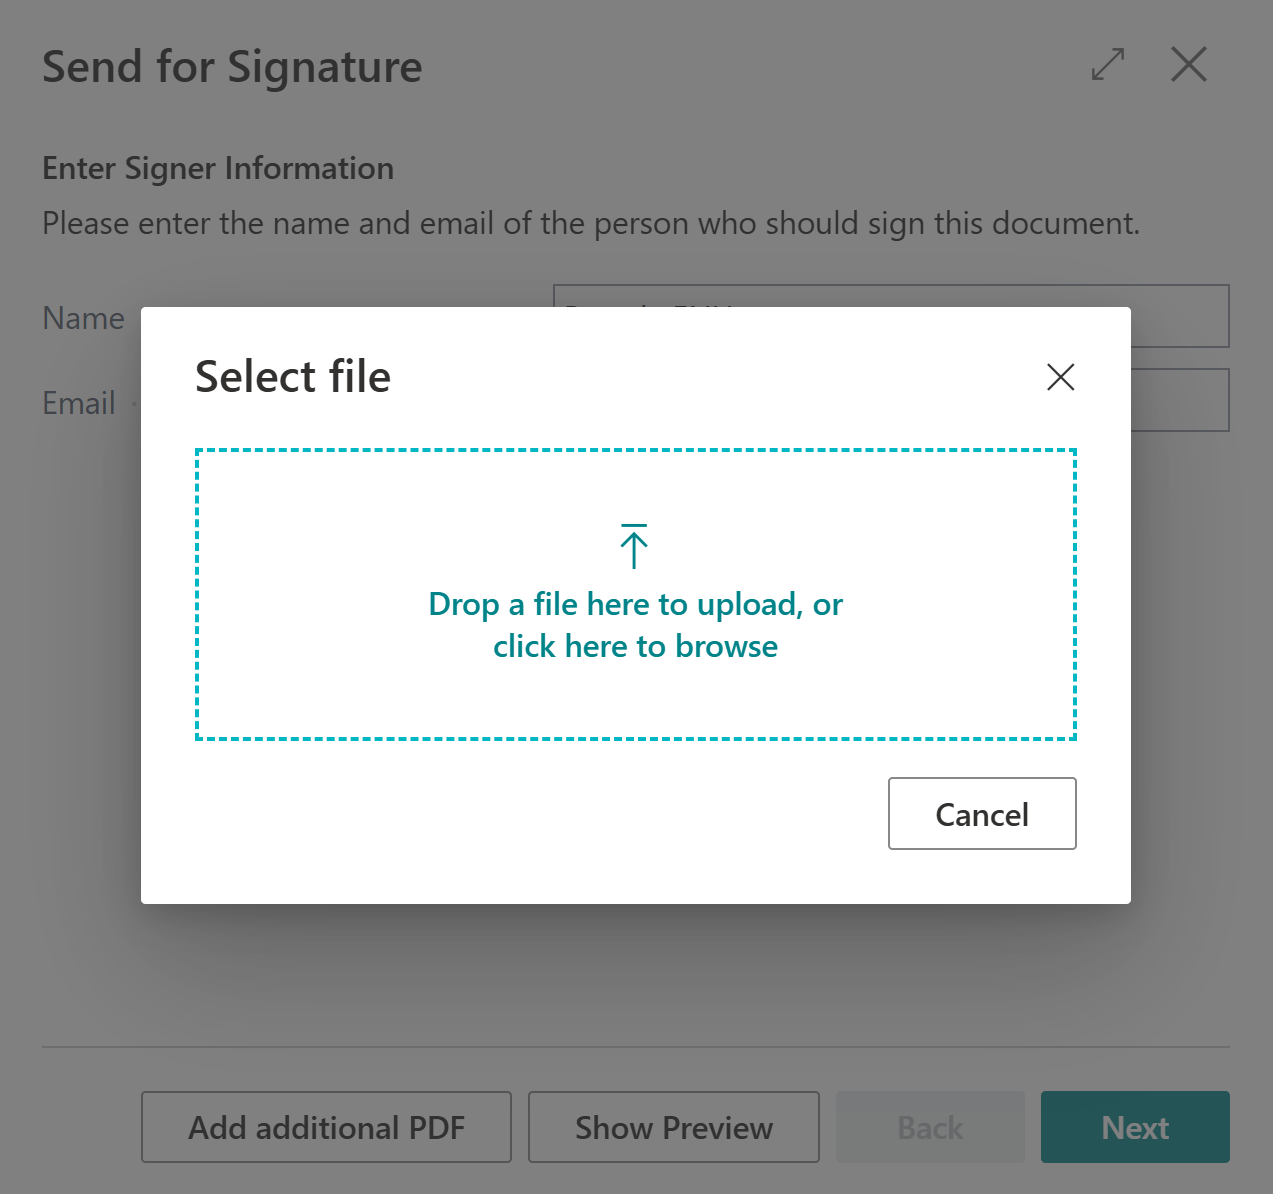 Send for Signature
Enter Signer Information
Please enter the name and email of the person who should sign this document.
Name
Email
Select file
Drop a file here to upload, or
click here to browse
Cancel
Add additional PDF
Show Preview
Back
Next